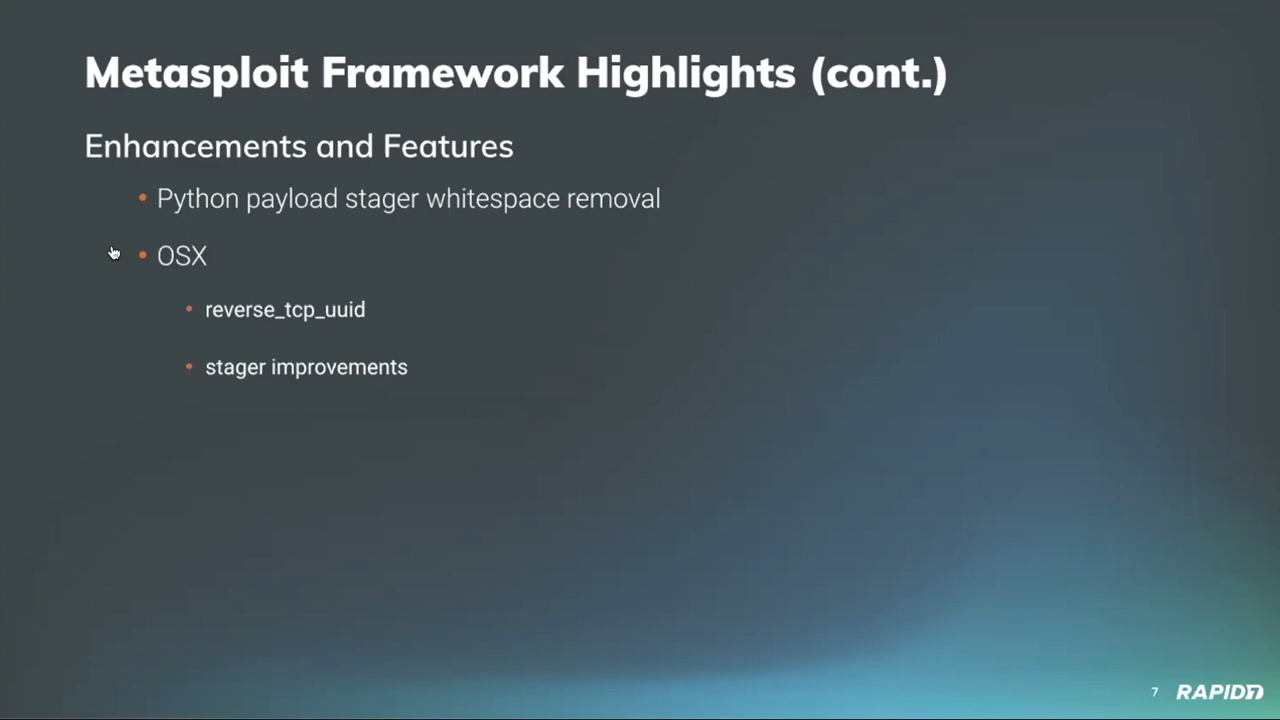 Metasploit Framework Highlights (cont.)
Enhancements and Features
• Python payload stager whitespace removal
• OSX
• reverse_tcp_uuid
• stager improvements
7 RAPID7